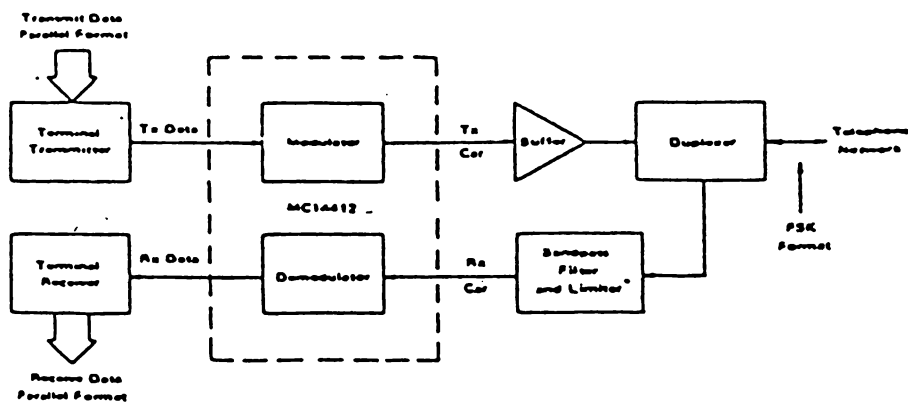 Transmit Data
Parallel Format
Terminal
Transmitter
Tx Data
Modulator
Tx
Car
Buffer
Duplexer
Telephone
Network
MC14412
FSK
Format
Terminal
Receiver
Rx Data
Demodulator
Rx
Car
Bandpass
Filter
and Limiter*
Receive Data
Parallel Format